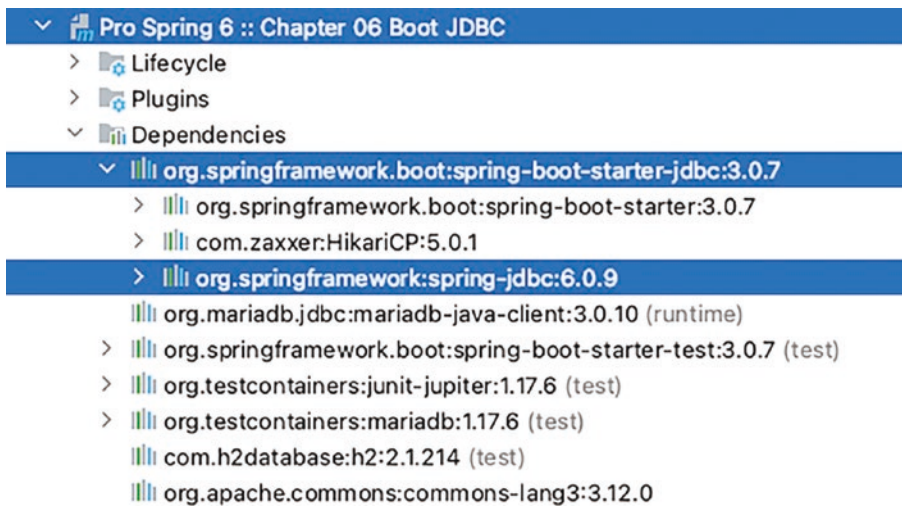 Pro Spring 6 :: Chapter 06 Boot JDBC
Lifecycle
Plugins
Dependencies
org.springframework.boot:spring-boot-starter-jdbc:3.0.7
org.springframework.boot:spring-boot-starter:3.0.7
com.zaxxer:HikariCP:5.0.1
org.springframework:spring-jdbc:6.0.9
org.mariadb.jdbc:mariadb-java-client:3.0.10 (runtime)
org.springframework.boot:spring-boot-starter-test:3.0.7 (test)
org.testcontainers:junit-jupiter:1.17.6 (test)
org.testcontainers:mariadb:1.17.6 (test)
com.h2database:h2:2.1.214 (test)
org.apache.commons:commons-lang3:3.12.0